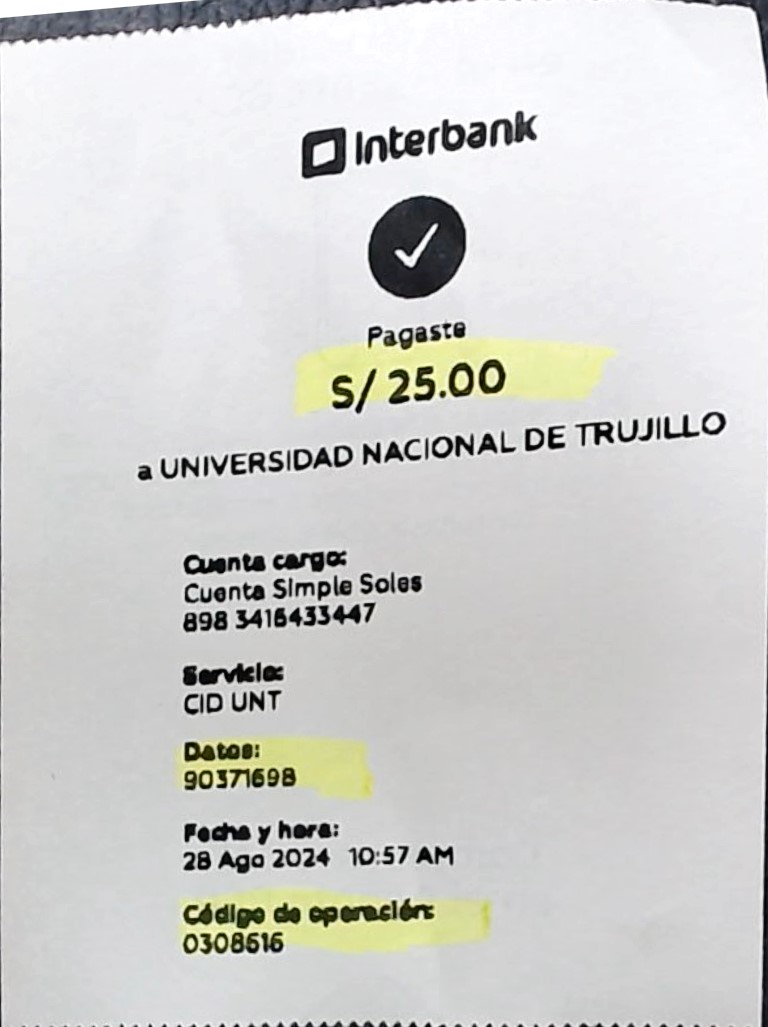 Interbank
Pagaste
S/ 25.00
a UNIVERSIDAD NACIONAL DE TRUJILLO
Cuenta cargo:
Cuenta Simple Soles
898 3416433447
Servicio:
CID UNT
Datos:
90371698
Fecha y hora:
28 Ago 2024 10:57 AM
Código de operación:
0308616